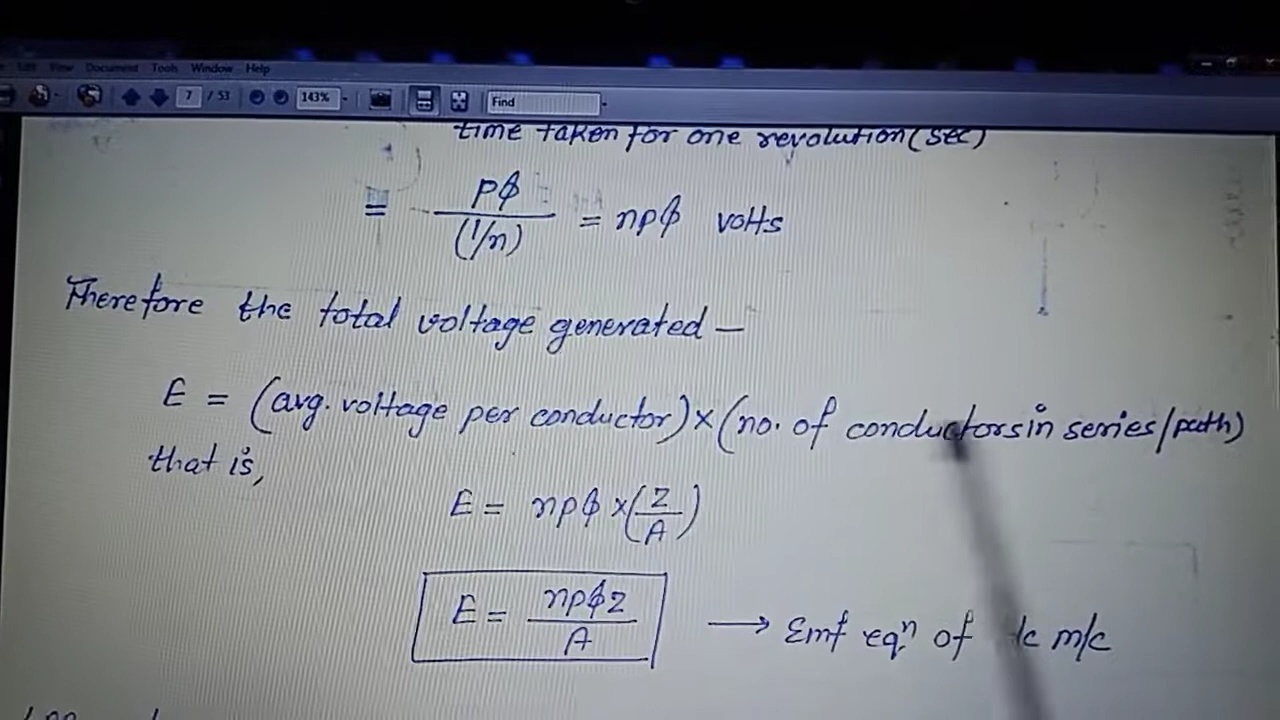 Edit View Document Tools Window Help
7 / 53 143% Find
time taken for one revolution (sec)
= pϕ / (1/n) = npϕ volts
Therefore the total voltage generated —
E = (avg. voltage per conductor) × (no. of conductors in series/path)
that is,
E = npϕ × (Z/A)
E = npϕz / A → Emf eqⁿ of m/c